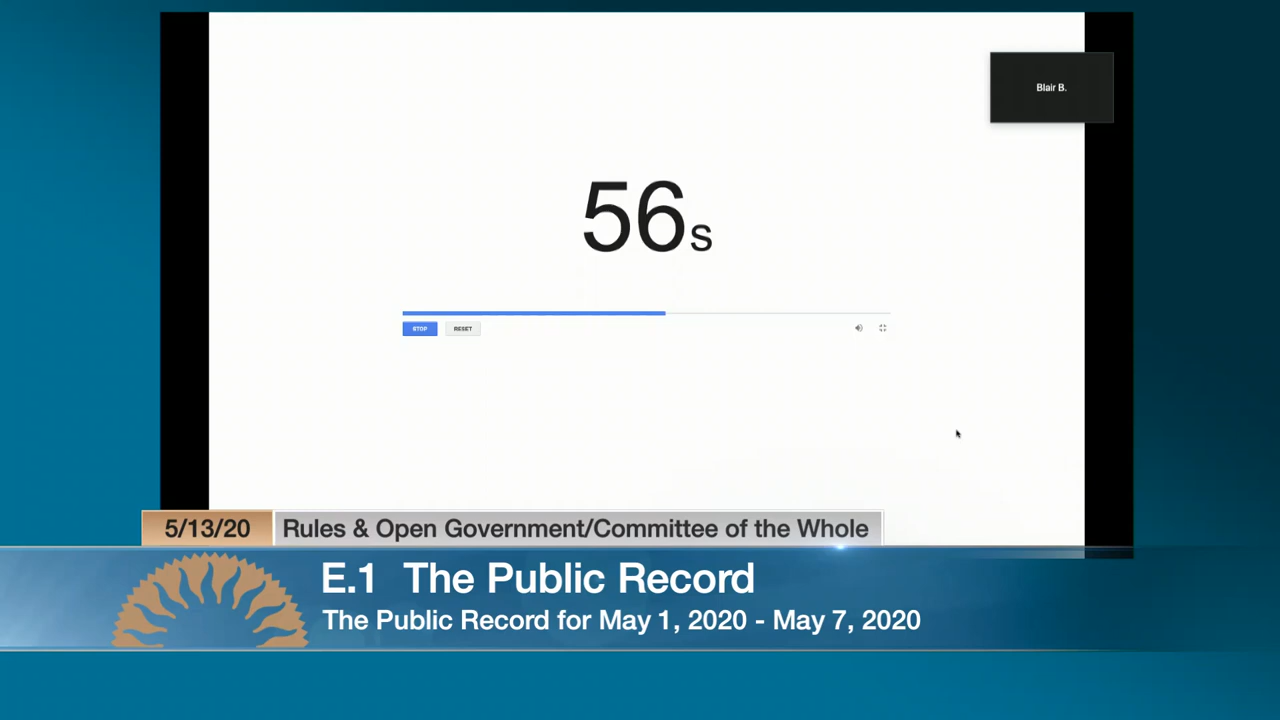 Blair B.
56s
STOP RESET
5/13/20 Rules & Open Government/Committee of the Whole
E.1 The Public Record
The Public Record for May 1, 2020 - May 7, 2020